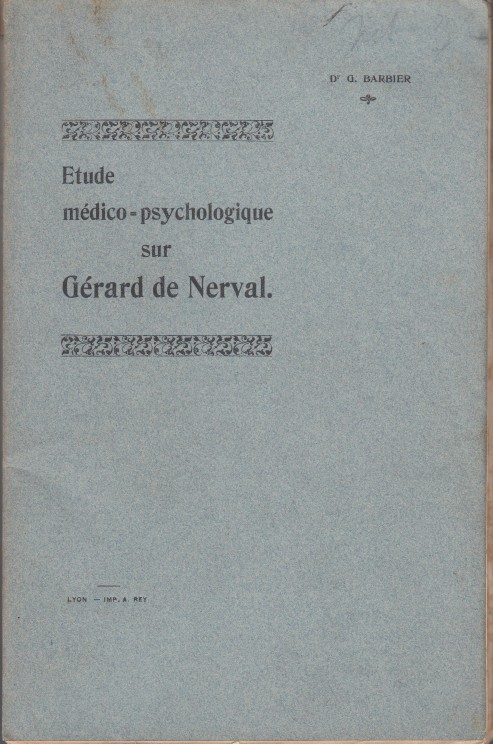 Dr G. BARBIER
Etude
médico-psychologique
sur
Gérard de Nerval.
LYON — IMP. A. REY